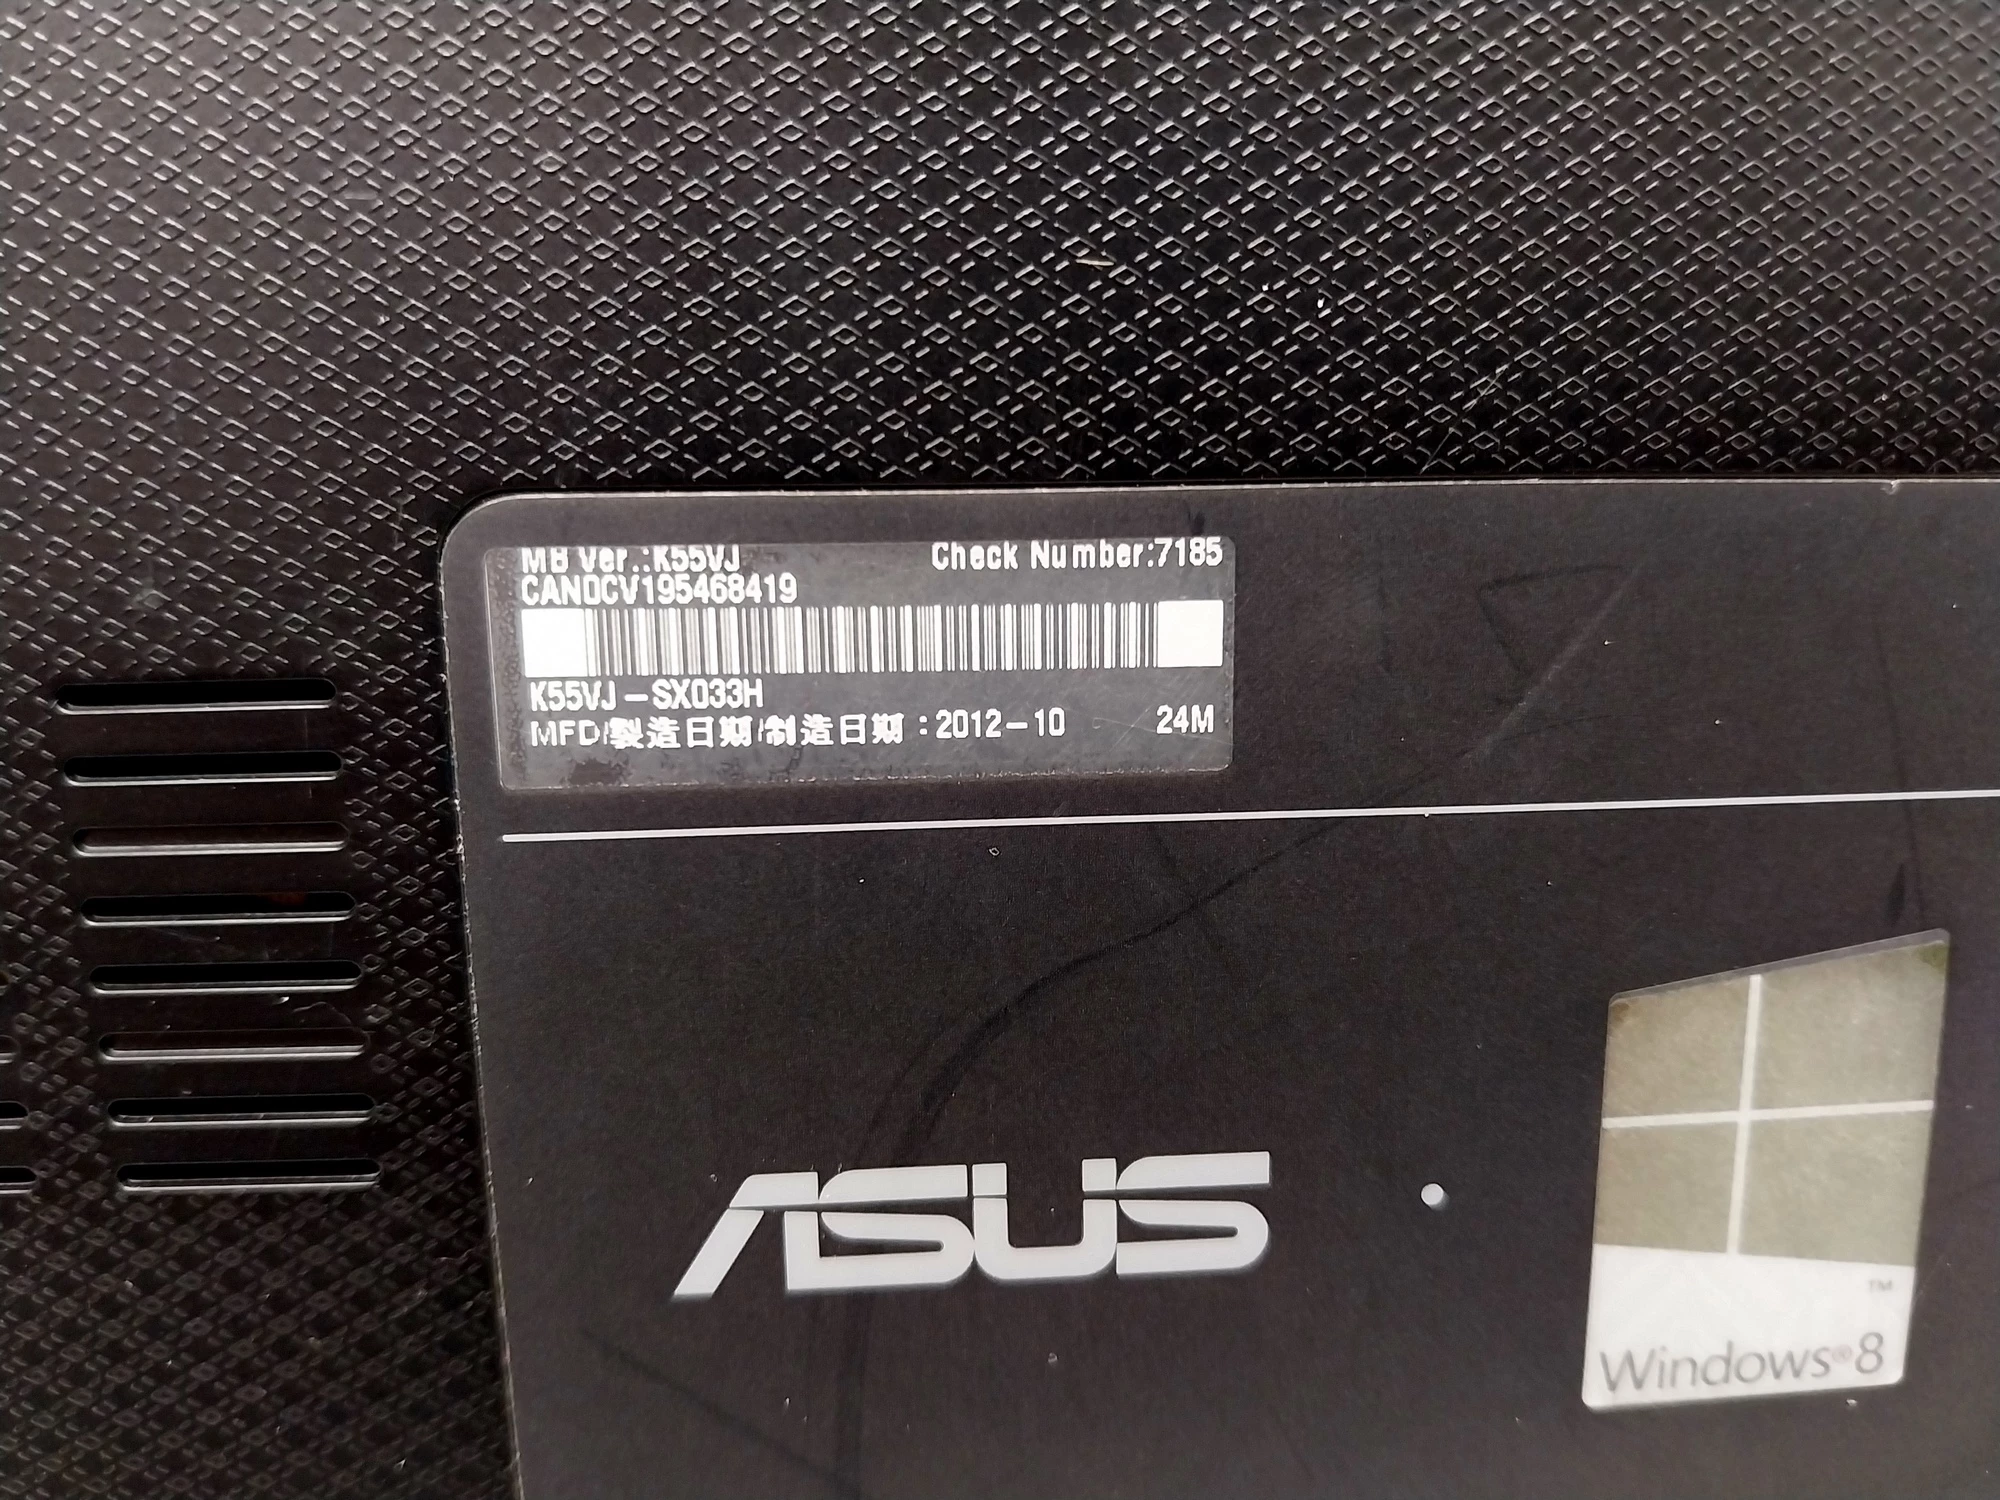 MB Ver.:K55VJ Check Number:7185
CAN0CV195468419
K55VJ-SX033H
MFD/製造日期/制造日期:2012-10 24M
ASUS
TM
Windows®8